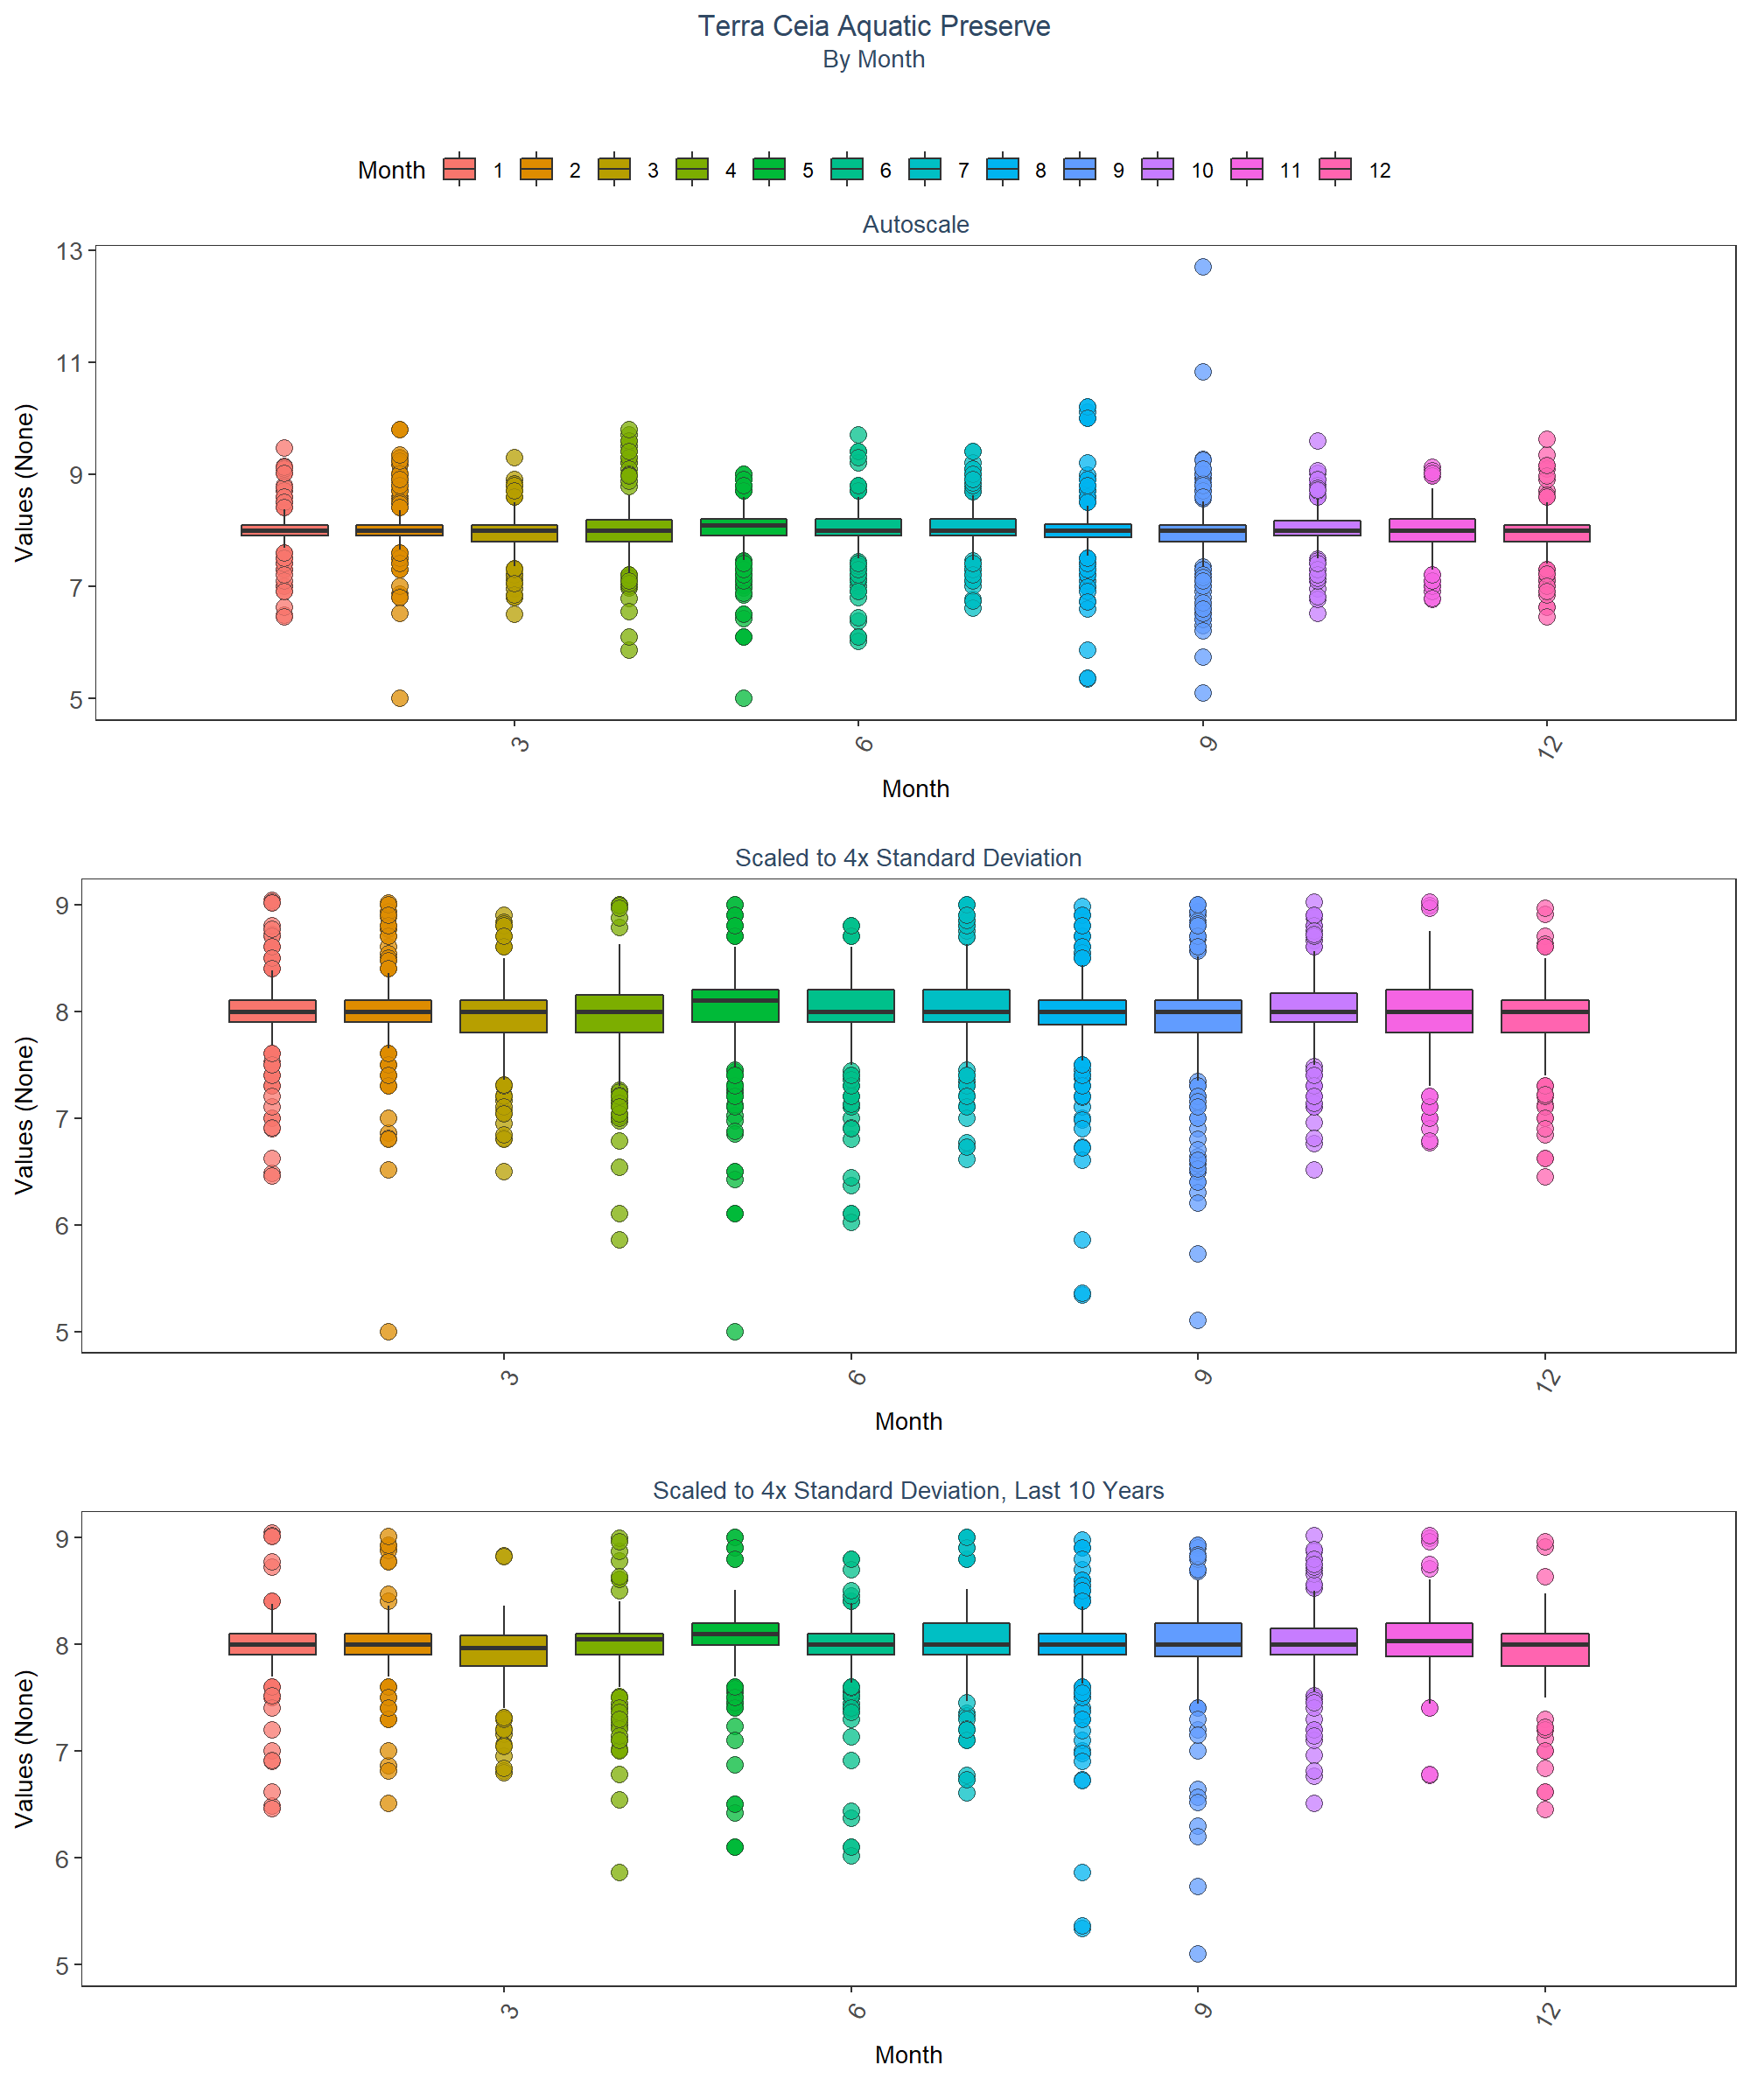 Terra Ceia Aquatic Preserve
By Month
Month 1 2 3 4 5 6 7 8 9 10 11 12
Autoscale
Values (None)
13
11
9
7
5
3 6 9 12
Month
Scaled to 4x Standard Deviation
Values (None)
9
8
7
6
5
3 6 9 12
Month
Scaled to 4x Standard Deviation, Last 10 Years
Values (None)
9
8
7
6
5
3 6 9 12
Month